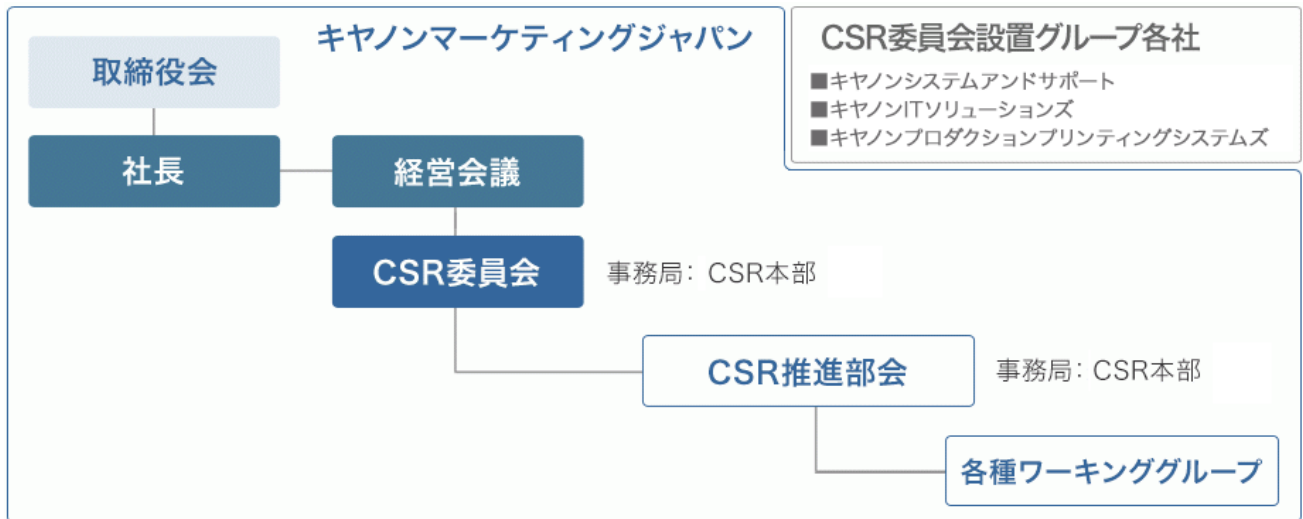 キヤノンマーケティングジャパン
CSR委員会設置グループ各社
■キヤノンシステムアンドサポート
■キヤノンITソリューションズ
■キヤノンプロダクションプリンティングシステムズ
取締役会
社長
経営会議
CSR委員会
事務局：CSR本部
CSR推進部会
事務局：CSR本部
各種ワーキンググループ